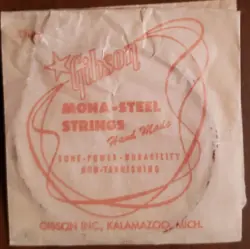 Gibson
MONA-STEEL
STRINGS
Hand Made
TONE-POWER-DURABILITY
NON-TARNISHING
GIBSON INC., KALAMAZOO, MICH.